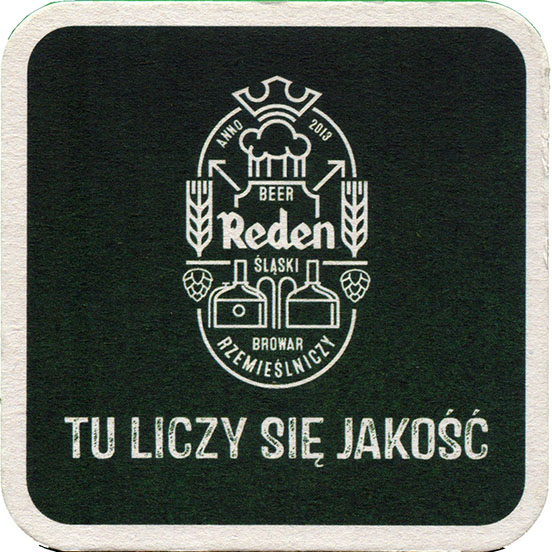 ANNO 2013
BEER
Reden
ŚLĄSKI
BROWAR
RZEMIEŚLNICZY
TU LICZY SIĘ JAKOŚĆ